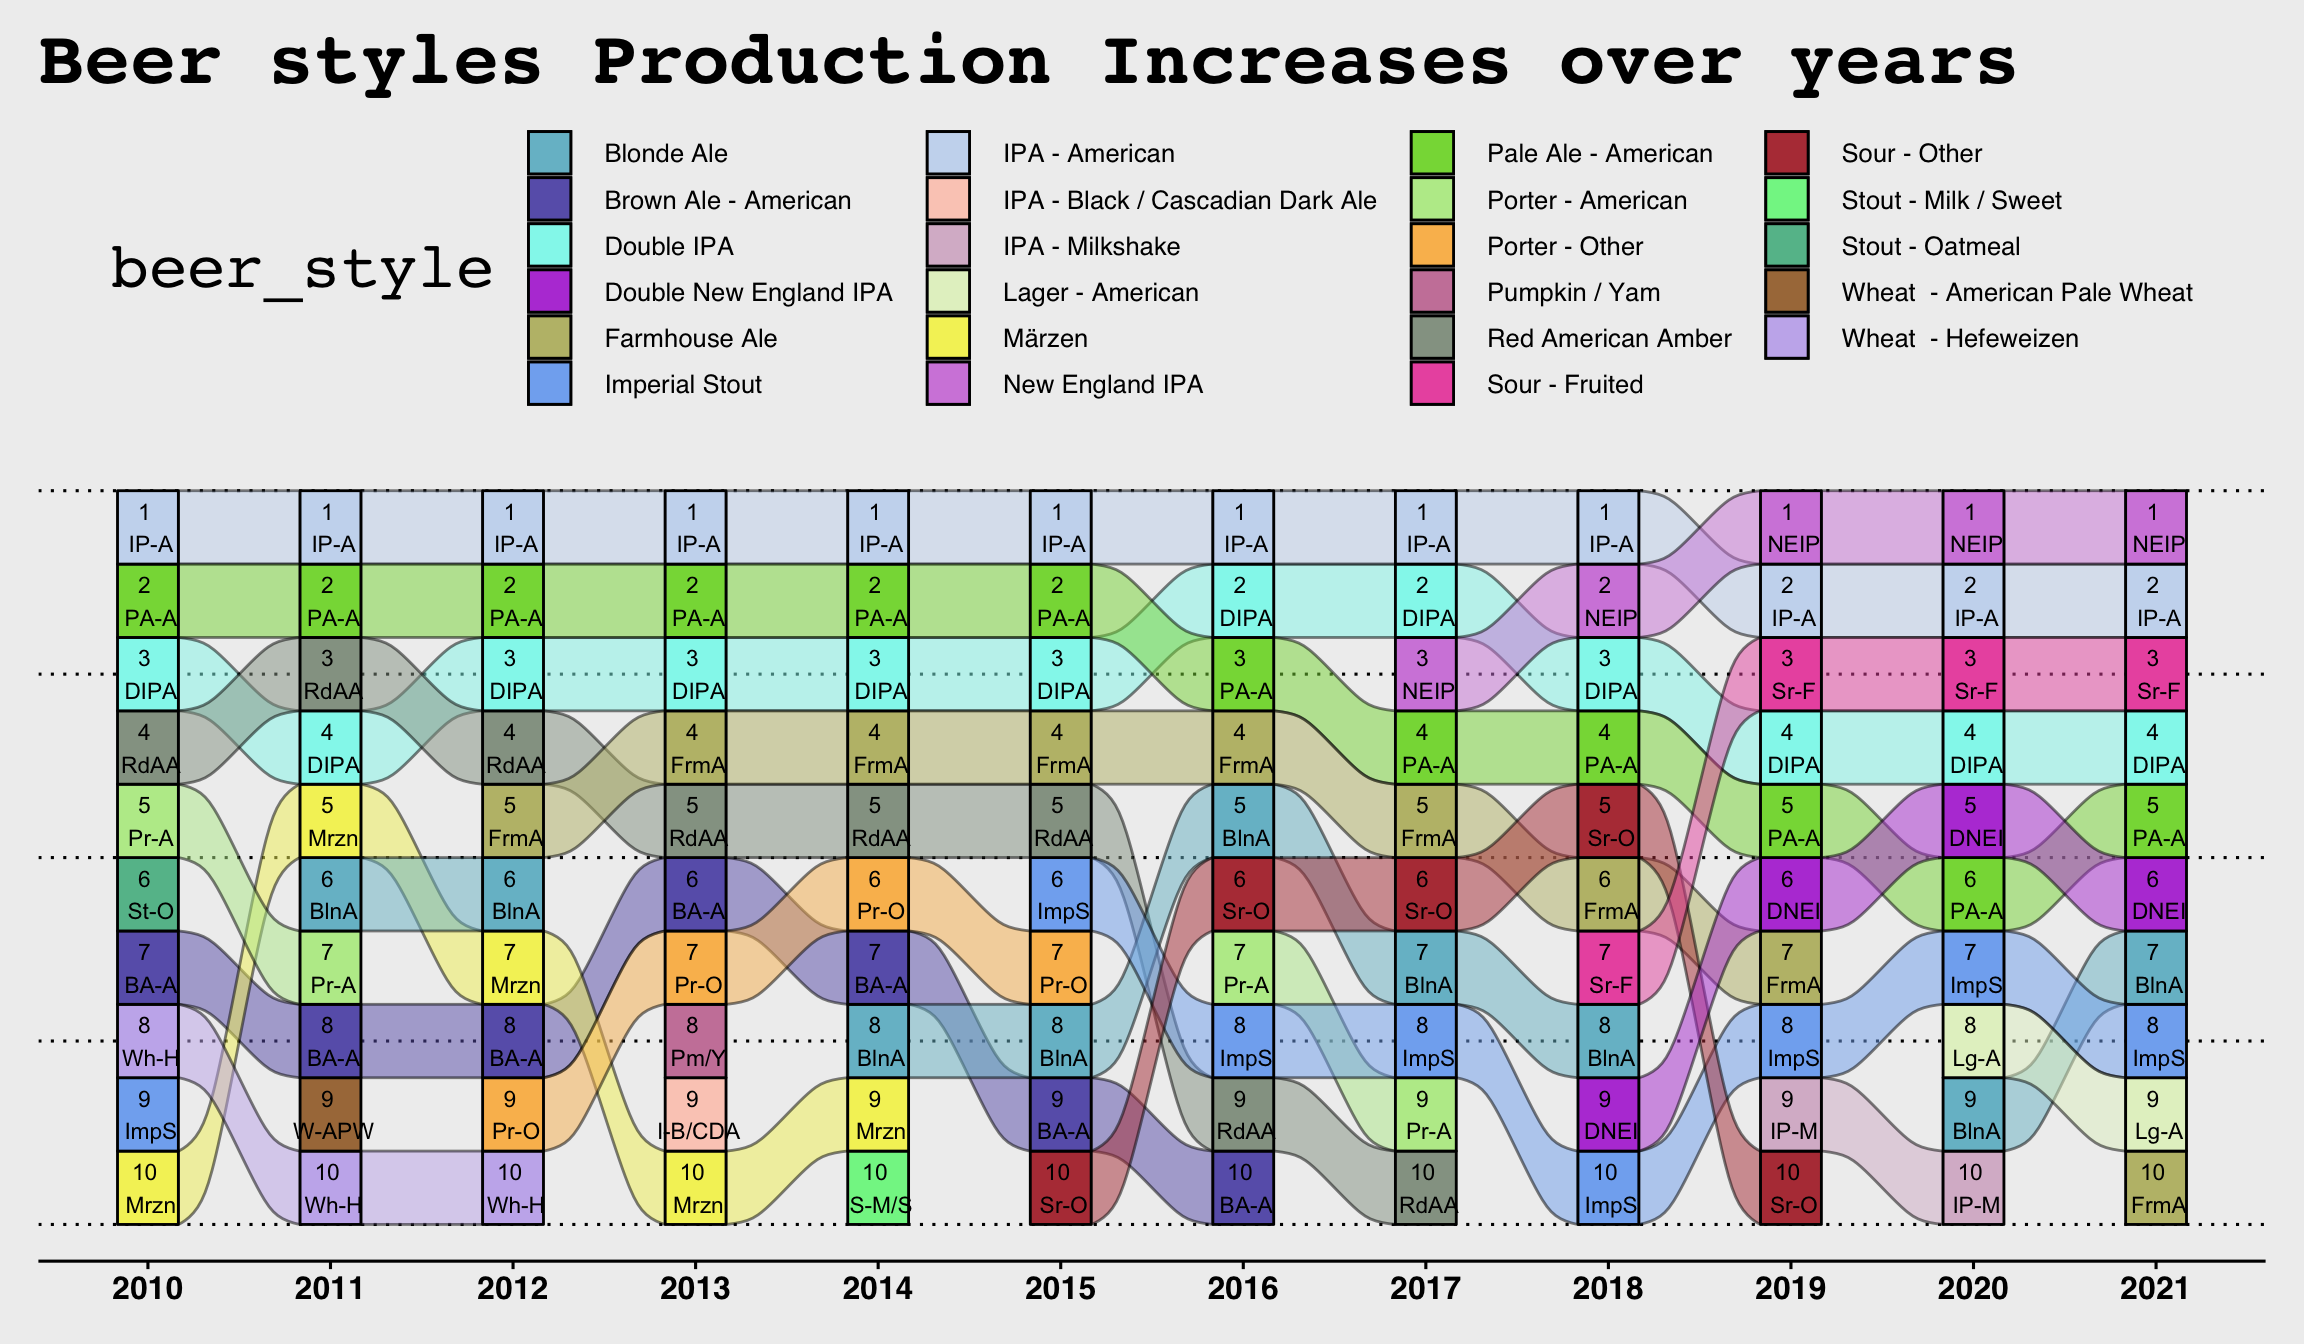 Beer styles Production Increases over years
beer_style
Blonde Ale
Brown Ale - American
Double IPA
Double New England IPA
Farmhouse Ale
Imperial Stout
IPA - American
IPA - Black / Cascadian Dark Ale
IPA - Milkshake
Lager - American
Märzen
New England IPA
Pale Ale - American
Porter - American
Porter - Other
Pumpkin / Yam
Red American Amber
Sour - Fruited
Sour - Other
Stout - Milk / Sweet
Stout - Oatmeal
Wheat - American Pale Wheat
Wheat - Hefeweizen
1 1 1 1 1 1 1 1 1 1 1 1
IP-A IP-A IP-A IP-A IP-A IP-A IP-A IP-A IP-A NEIP NEIP NEIP
2 2 2 2 2 2 2 2 2 2 2 2
PA-A PA-A PA-A PA-A PA-A PA-A DIPA DIPA NEIP IP-A IP-A IP-A
3 3 3 3 3 3 3 3 3 3 3 3
DIPA RdAA DIPA DIPA DIPA DIPA PA-A NEIP DIPA Sr-F Sr-F Sr-F
4 4 4 4 4 4 4 4 4 4 4 4
RdAA DIPA RdAA FrmA FrmA FrmA FrmA PA-A PA-A DIPA DIPA DIPA
5 5 5 5 5 5 5 5 5 5 5 5
Pr-A Mrzn FrmA RdAA RdAA RdAA BlnA FrmA Sr-O PA-A DNEI PA-A
6 6 6 6 6 6 6 6 6 6 6 6
St-O BlnA BlnA BA-A Pr-O ImpS Sr-O Sr-O FrmA DNEI PA-A DNEI
7 7 7 7 7 7 7 7 7 7 7 7
BA-A Pr-A Mrzn Pr-O BA-A Pr-O Pr-A BlnA Sr-F FrmA ImpS BlnA
8 8 8 8 8 8 8 8 8 8 8 8
Wh-H BA-A BA-A Pm/Y BlnA BlnA ImpS ImpS BlnA ImpS Lg-A ImpS
9 9 9 9 9 9 9 9 9 9 9 9
ImpS W-APW Pr-O I-B/CDA Mrzn BA-A RdAA Pr-A DNEI IP-M BlnA Lg-A
10 10 10 10 10 10 10 10 10 10 10 10
Mrzn Wh-H Wh-H Mrzn S-M/S Sr-O BA-A RdAA ImpS Sr-O IP-M FrmA
2010 2011 2012 2013 2014 2015 2016 2017 2018 2019 2020 2021